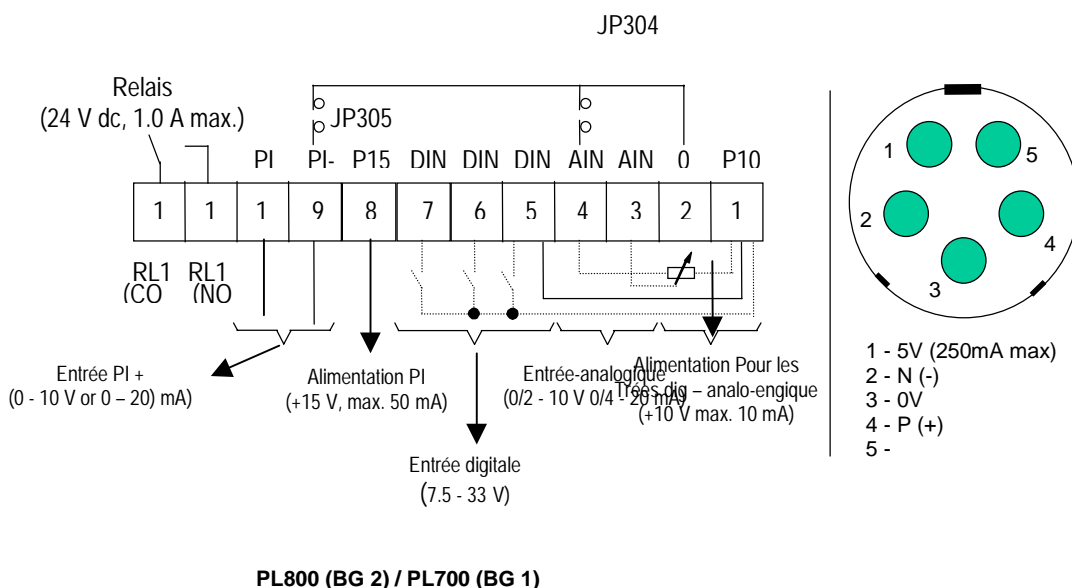 JP304
Relais
(24 V dc, 1.0 A max.)
JP305
PI PI- P15 DIN DIN DIN AIN AIN 0 P10
1 1 1 9 8 7 6 5 4 3 2 1
RL1 RL1
(CO (NO
Entrée PI +
(0 - 10 V or 0 – 20) mA)
Alimentation PI
(+15 V, max. 50 mA)
Entrée digitale
(7.5 - 33 V)
Entrée-analogique
(0/2 - 10 V 0/4 - 20 mA)
Alimentation Pour les
Trées dig – analo-engique
(+10 V max. 10 mA)
1
5
2
4
3
1 - 5V (250mA max)
2 - N (-)
3 - 0V
4 - P (+)
5 -
PL800 (BG 2) / PL700 (BG 1)